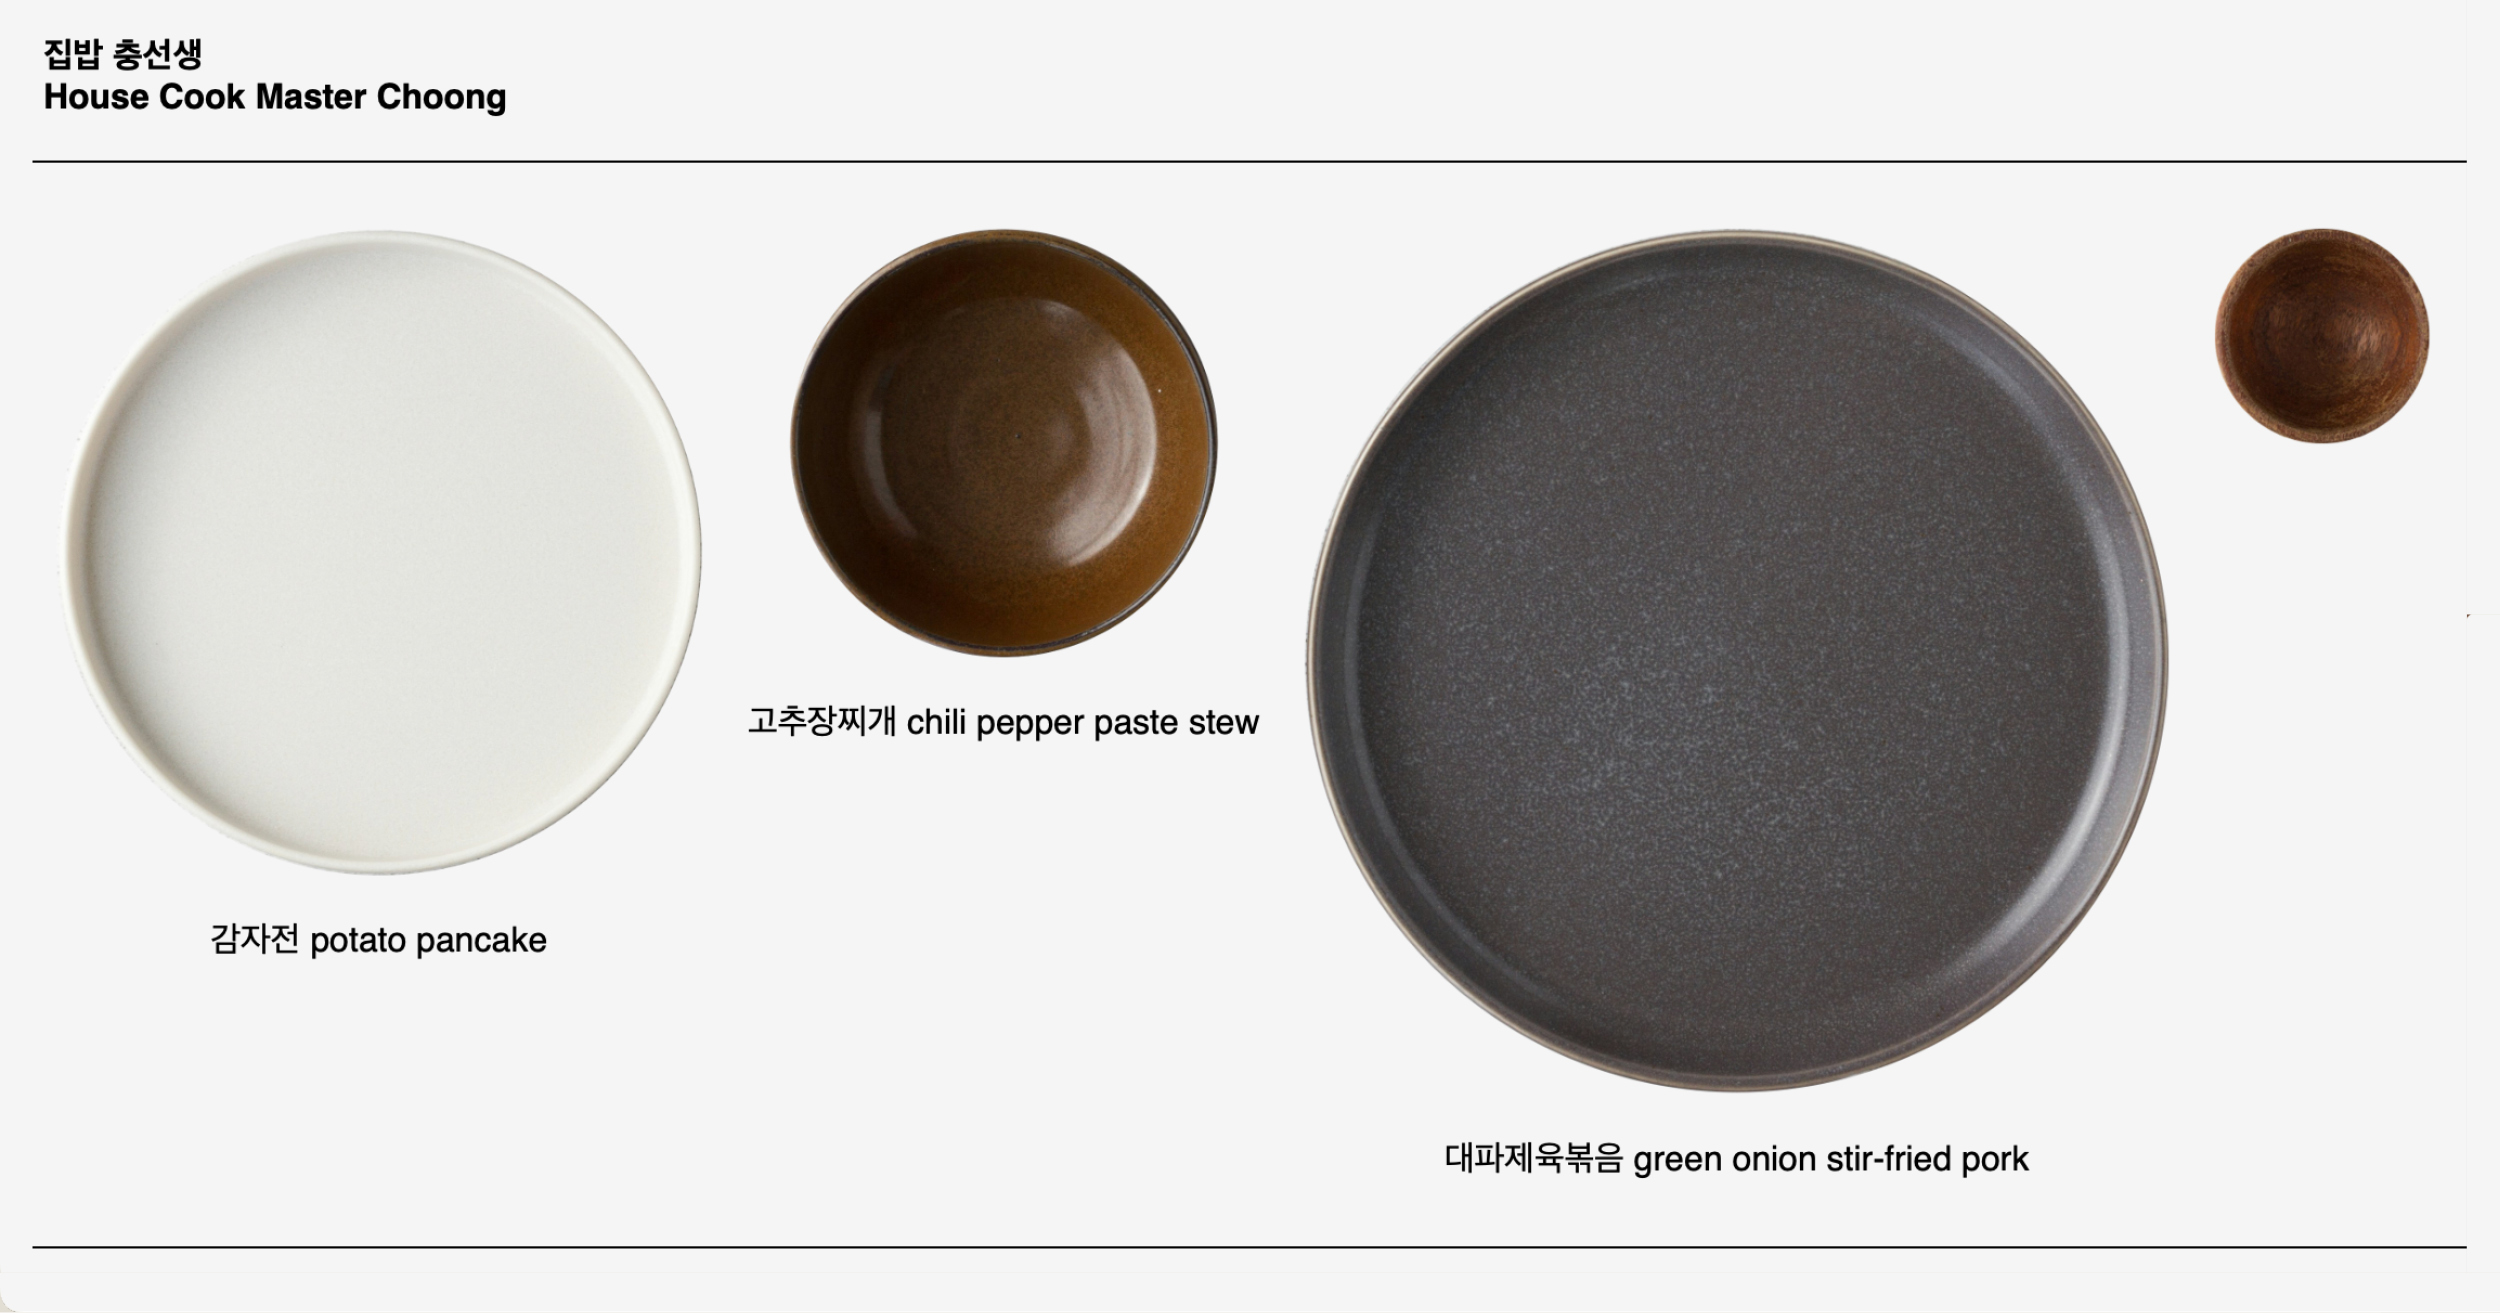 집밥 충선생
House Cook Master Choong
고추장찌개 chili pepper paste stew
감자전 potato pancake
대파제육볶음 green onion stir-fried pork